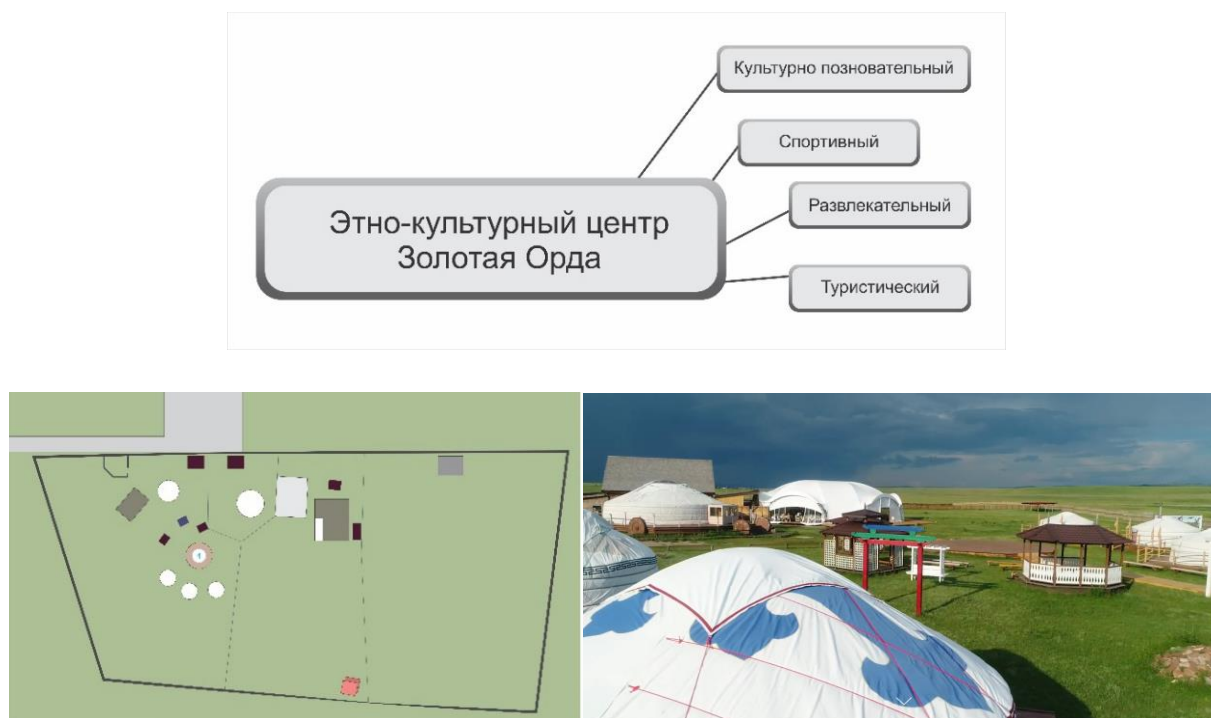 Культурно позновательный
Спортивный
Развлекательный
Этно-культурный центр
Золотая Орда
Туристический